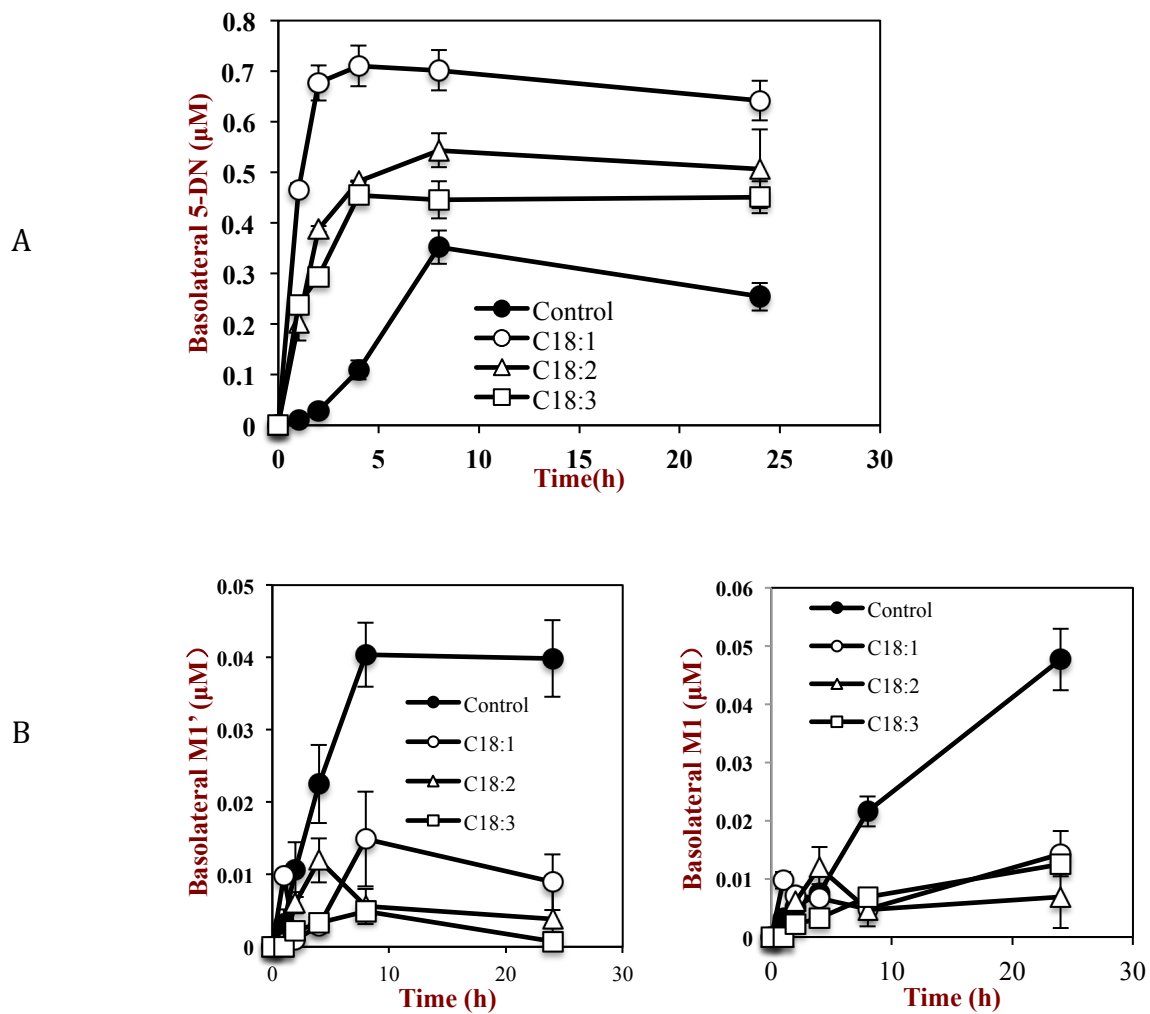 A
Basolateral 5-DN (µM)
0.8
0.7
0.6
0.5
0.4
0.3
0.2
0.1
0
Control
C18:1
C18:2
C18:3
0 5 10 15 20 25 30
Time(h)
B
Basolateral M1’ (µM)
0.05
0.04
0.03
0.02
0.01
0
Control
C18:1
C18:2
C18:3
0 10 20 30
Time (h)
Basolateral M1 (µM)
0.06
0.05
0.04
0.03
0.02
0.01
0
Control
C18:1
C18:2
C18:3
0 10 20 30
Time (h)